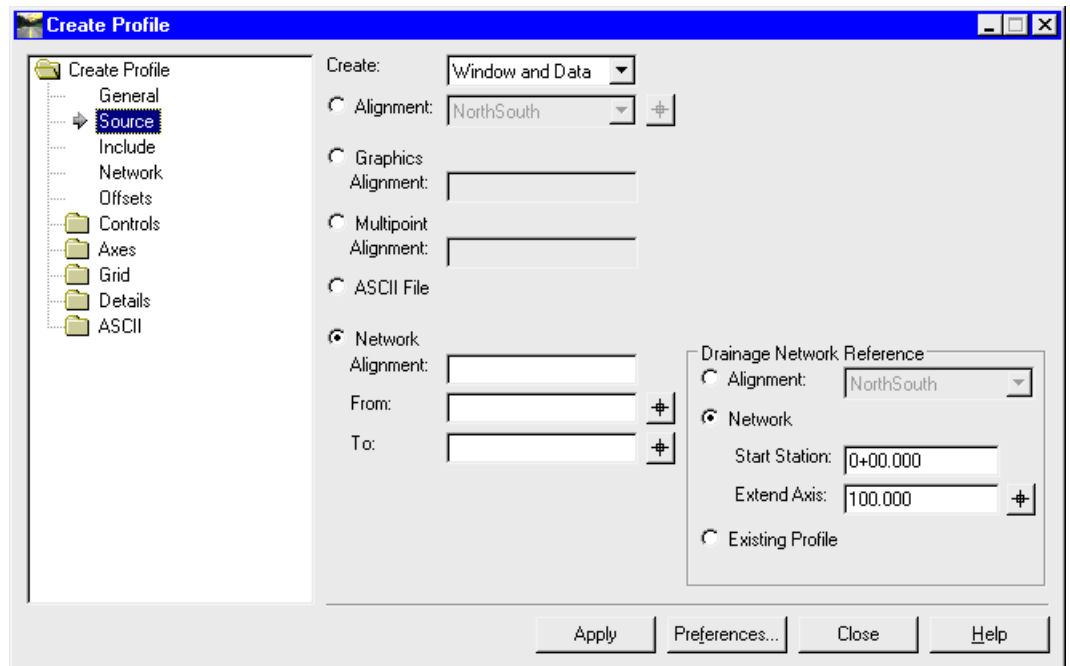 Create Profile
Create Profile
General
Source
Include
Network
Offsets
Controls
Axes
Grid
Details
ASCII
Create:
Window and Data
Alignment:
NorthSouth
Graphics
Alignment:
Multipoint
Alignment:
ASCII File
Network
Alignment:
From:
To:
Drainage Network Reference
Alignment:
NorthSouth
Network
Start Station:
0+00.000
Extend Axis:
100.000
Existing Profile
Apply
Preferences...
Close
Help